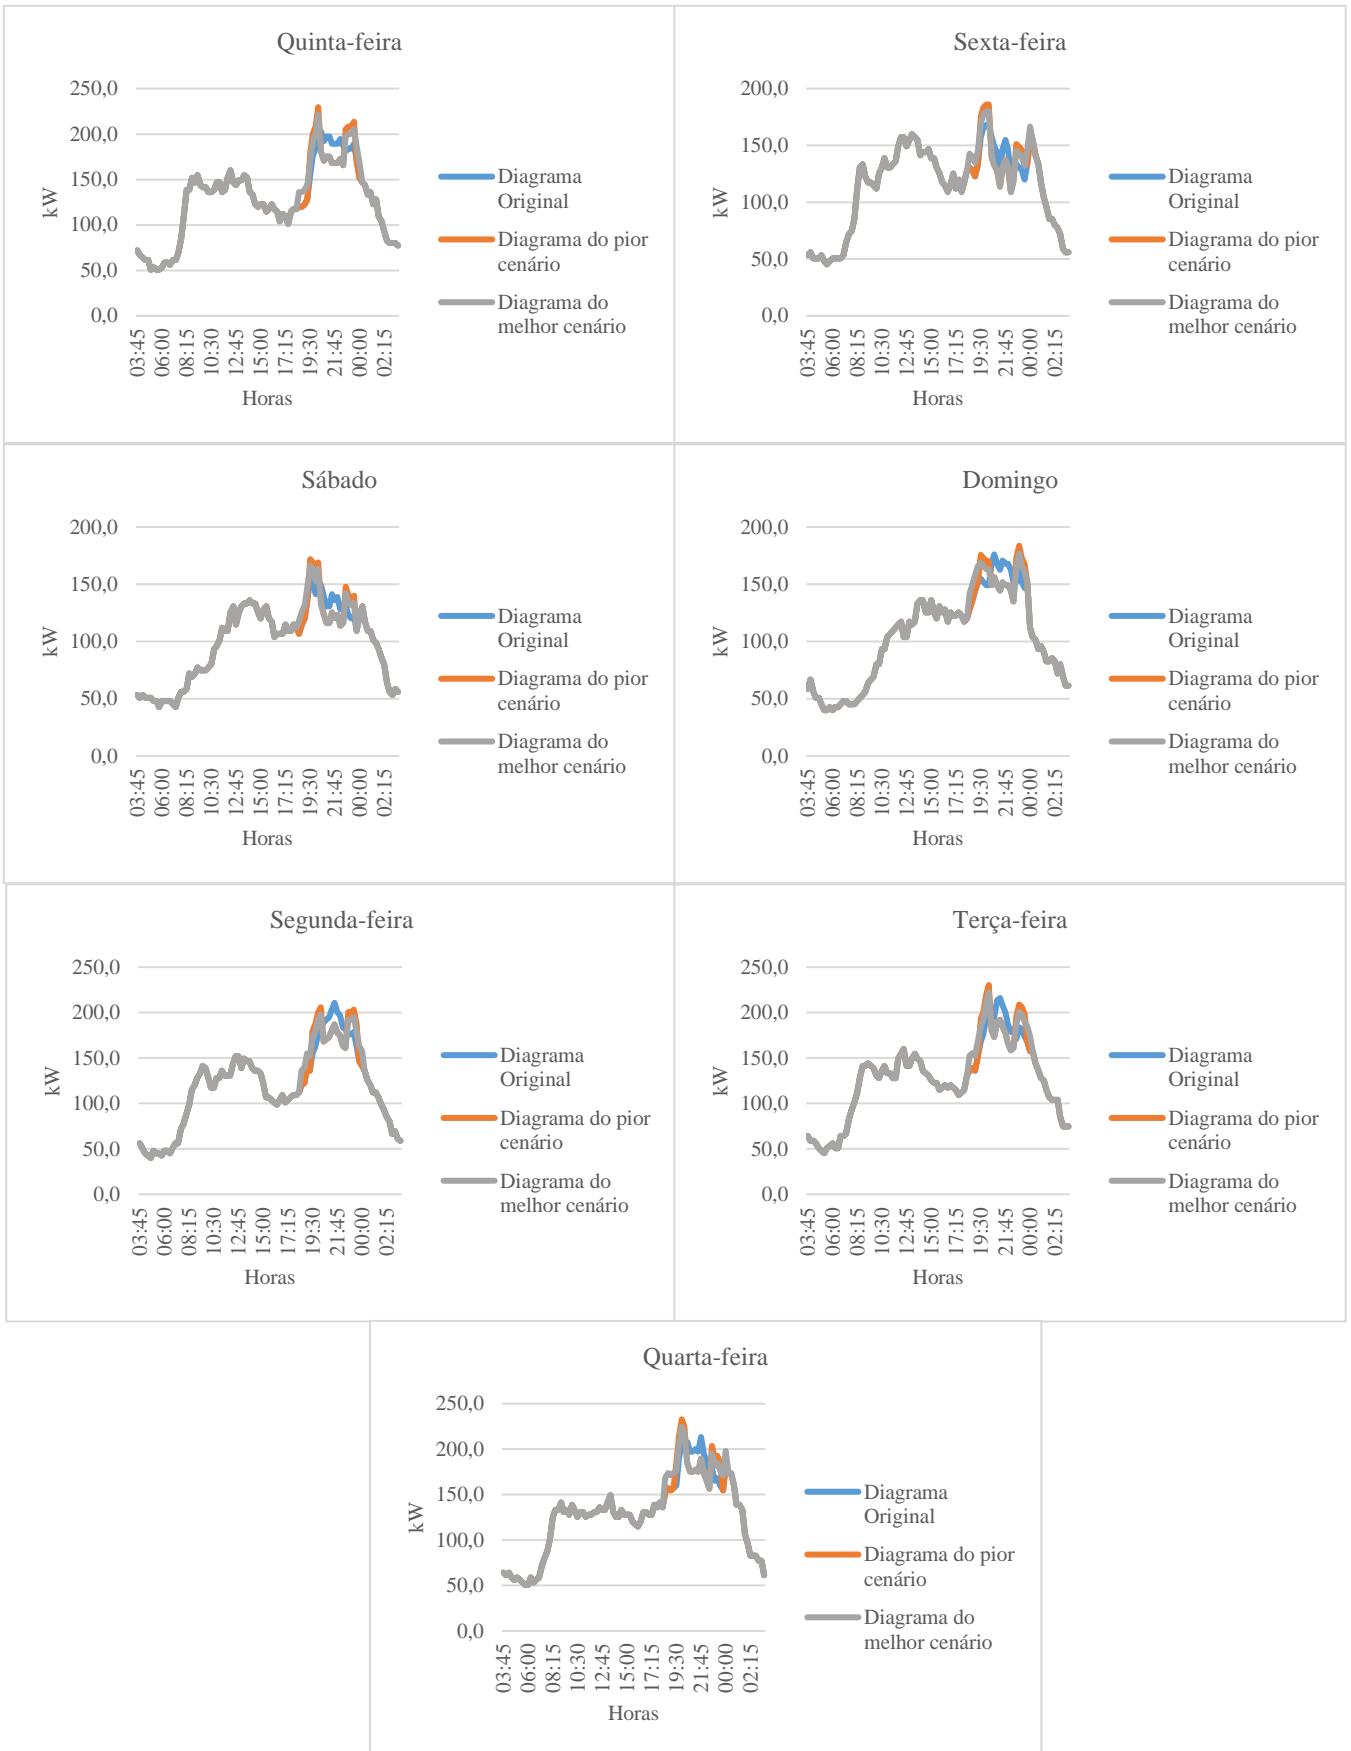 Quinta-feira
250,0
200,0
150,0
100,0
50,0
0,0
kW
03:45
06:00
08:15
10:30
12:45
15:00
17:15
19:30
21:45
00:00
02:15
Horas
Diagrama
Original
Diagrama do pior
cenário
Diagrama do
melhor cenário
Sexta-feira
200,0
150,0
100,0
50,0
0,0
kW
03:45
06:00
08:15
10:30
12:45
15:00
17:15
19:30
21:45
00:00
02:15
Horas
Diagrama
Original
Diagrama do pior
cenário
Diagrama do
melhor cenário
Sábado
200,0
150,0
100,0
50,0
0,0
kW
03:45
06:00
08:15
10:30
12:45
15:00
17:15
19:30
21:45
00:00
02:15
Horas
Diagrama
Original
Diagrama do pior
cenário
Diagrama do
melhor cenário
Domingo
200,0
150,0
100,0
50,0
0,0
kW
03:45
06:00
08:15
10:30
12:45
15:00
17:15
19:30
21:45
00:00
02:15
Horas
Diagrama
Original
Diagrama do pior
cenário
Diagrama do
melhor cenário
Segunda-feira
250,0
200,0
150,0
100,0
50,0
0,0
kW
03:45
06:00
08:15
10:30
12:45
15:00
17:15
19:30
21:45
00:00
02:15
Horas
Diagrama
Original
Diagrama do pior
cenário
Diagrama do
melhor cenário
Terça-feira
250,0
200,0
150,0
100,0
50,0
0,0
kW
03:45
06:00
08:15
10:30
12:45
15:00
17:15
19:30
21:45
00:00
02:15
Horas
Diagrama
Original
Diagrama do pior
cenário
Diagrama do
melhor cenário
Quarta-feira
250,0
200,0
150,0
100,0
50,0
0,0
kW
03:45
06:00
08:15
10:30
12:45
15:00
17:15
19:30
21:45
00:00
02:15
Horas
Diagrama
Original
Diagrama do pior
cenário
Diagrama do
melhor cenário